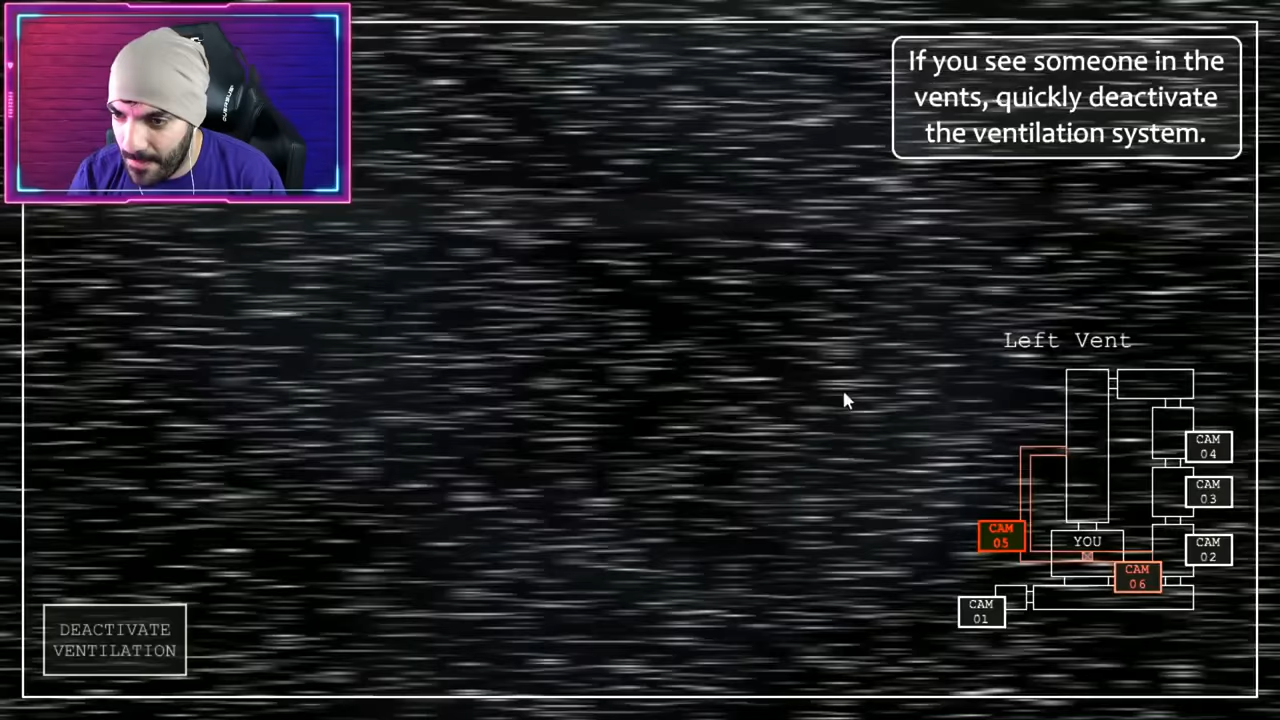 If you see someone in the
vents, quickly deactivate
the ventilation system.
Left Vent
CAM
04
CAM
03
CAM
05
YOU
CAM
02
CAM
06
CAM
01
DEACTIVATE
VENTILATION